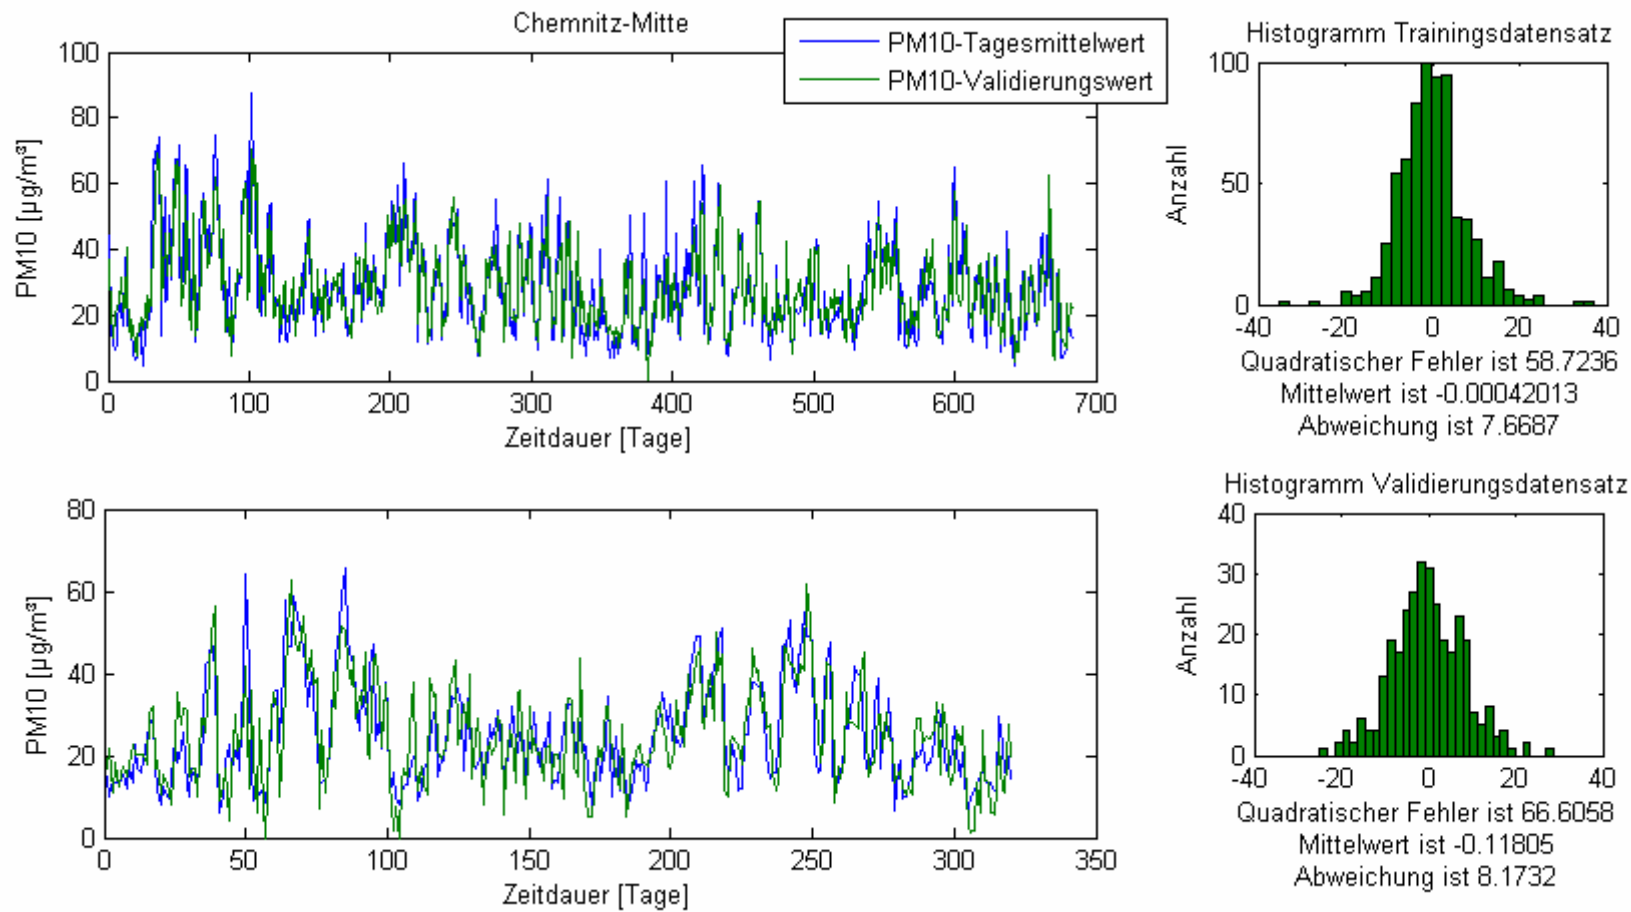 Chemnitz-Mitte
PM10-Tagesmittelwert
PM10-Validierungswert
PM10 [µg/m³]
100
80
60
40
20
0
0 100 200 300 400 500 600 700
Zeitdauer [Tage]
Histogramm Trainingsdatensatz
Anzahl
100
50
0
-40 -20 0 20 40
Quadratischer Fehler ist 58.7236
Mittelwert ist -0.00042013
Abweichung ist 7.6687
PM10 [µg/m³]
80
60
40
20
0
0 50 100 150 200 250 300 350
Zeitdauer [Tage]
Histogramm Validierungsdatensatz
Anzahl
40
30
20
10
0
-40 -20 0 20 40
Quadratischer Fehler ist 66.6058
Mittelwert ist -0.11805
Abweichung ist 8.1732